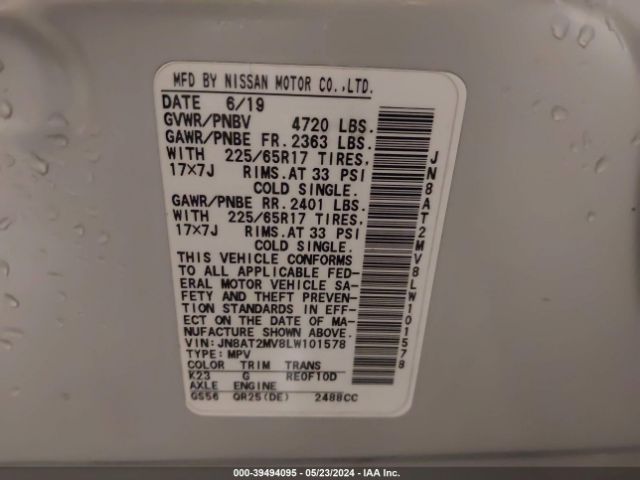 MFD BY NISSAN MOTOR CO.,LTD.
DATE 6/19
GVWR/PNBV 4720 LBS.
GAWR/PNBE FR. 2363 LBS.
WITH 225/65R17 TIRES,
17×7J RIMS.AT 33 PSI
COLD SINGLE.
GAWR/PNBE RR. 2401 LBS.
WITH 225/65R17 TIRES,
17×7J RIMS.AT 33 PSI
COLD SINGLE.
THIS VEHICLE CONFORMS
TO ALL APPLICABLE FED-
ERAL MOTOR VEHICLE SA-
FETY AND THEFT PREVEN-
TION STANDARDS IN EFF-
ECT ON THE DATE OF MA-
NUFACTURE SHOWN ABOVE.
VIN:JN8AT2MV8LW101578
TYPE:MPV
COLOR TRIM TRANS
K23 G RE0F10D
AXLE ENGINE
GS56 QR25(DE) 2488CC
JN8AT2MV8LW101578
000-39494095 - 05/23/2024 - IAA Inc.